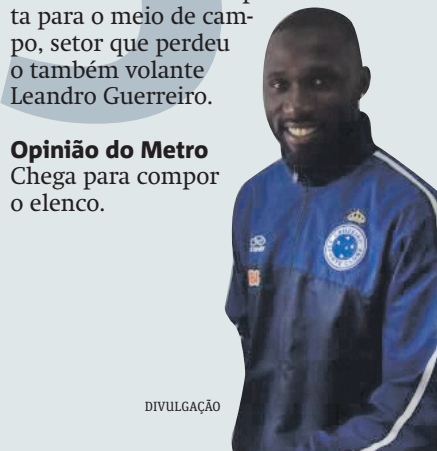 ta para o meio de cam-
po, setor que perdeu
o também volante
Leandro Guerreiro.
Opinião do Metro
Chega para compor
o elenco.
DIVULGAÇÃO